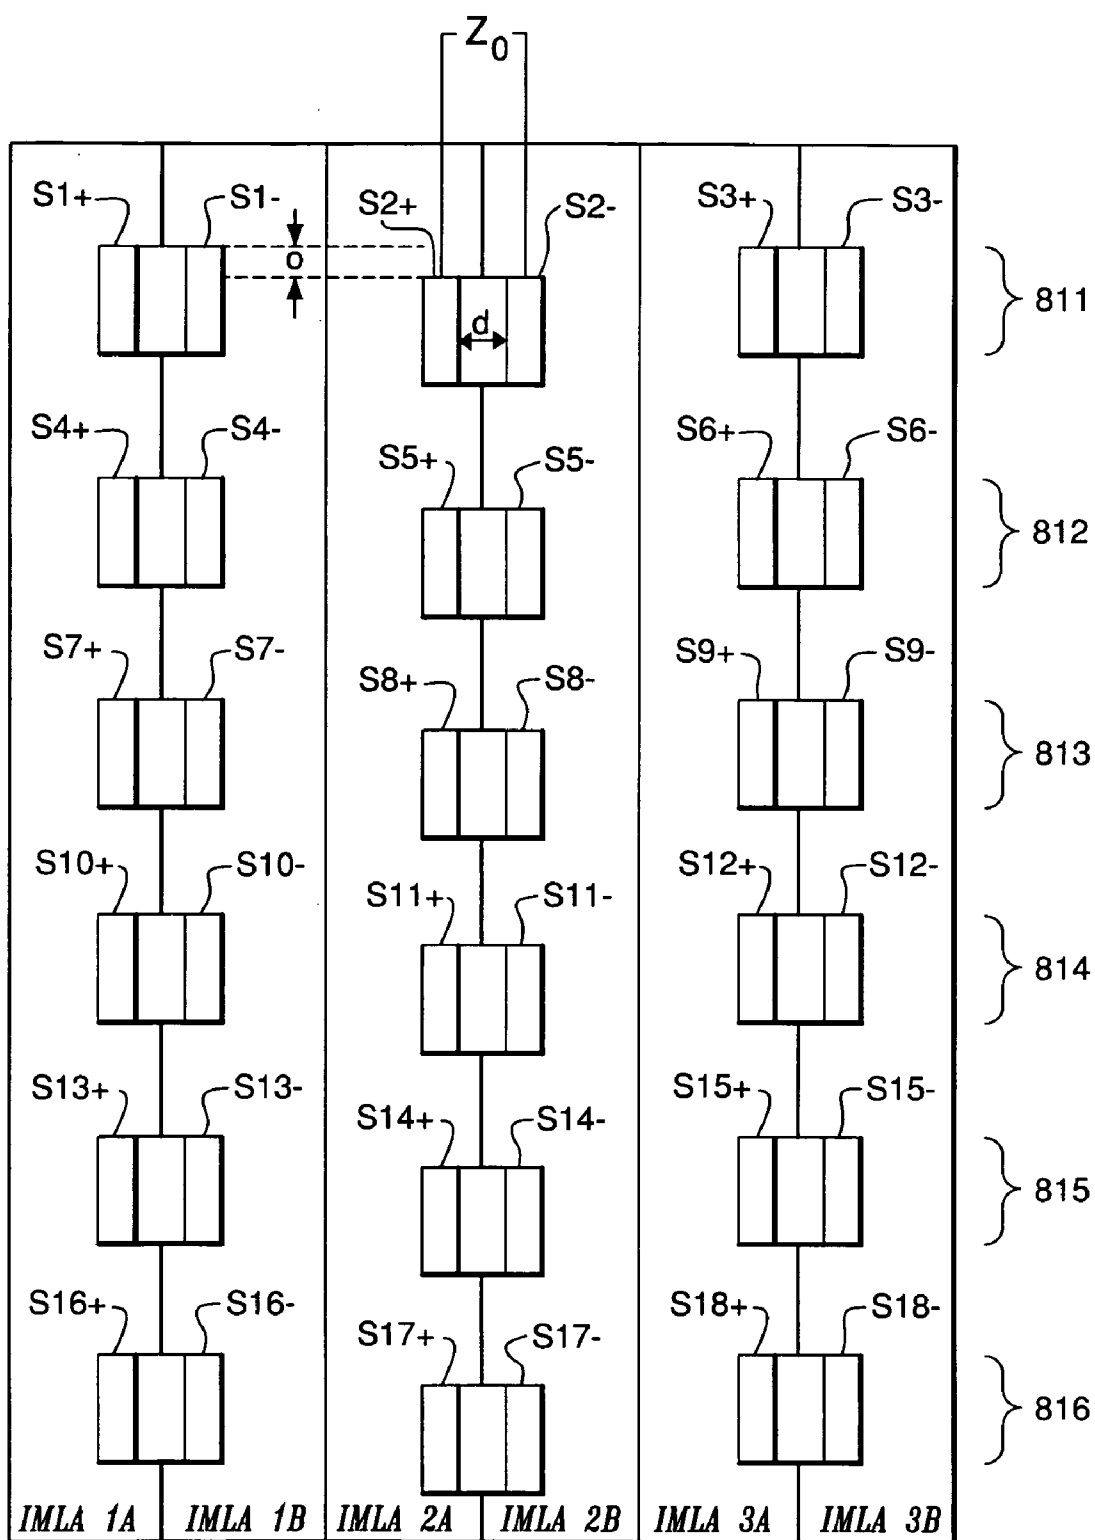 Z0
S1+ S1- S2+ S2- S3+ S3-
o
d
811
S4+ S4- S5+ S5- S6+ S6-
812
S7+ S7- S8+ S8- S9+ S9-
813
S10+ S10- S11+ S11- S12+ S12-
814
S13+ S13- S14+ S14- S15+ S15-
815
S16+ S16- S17+ S17- S18+ S18-
816
IMLA 1A IMLA 1B IMLA 2A IMLA 2B IMLA 3A IMLA 3B